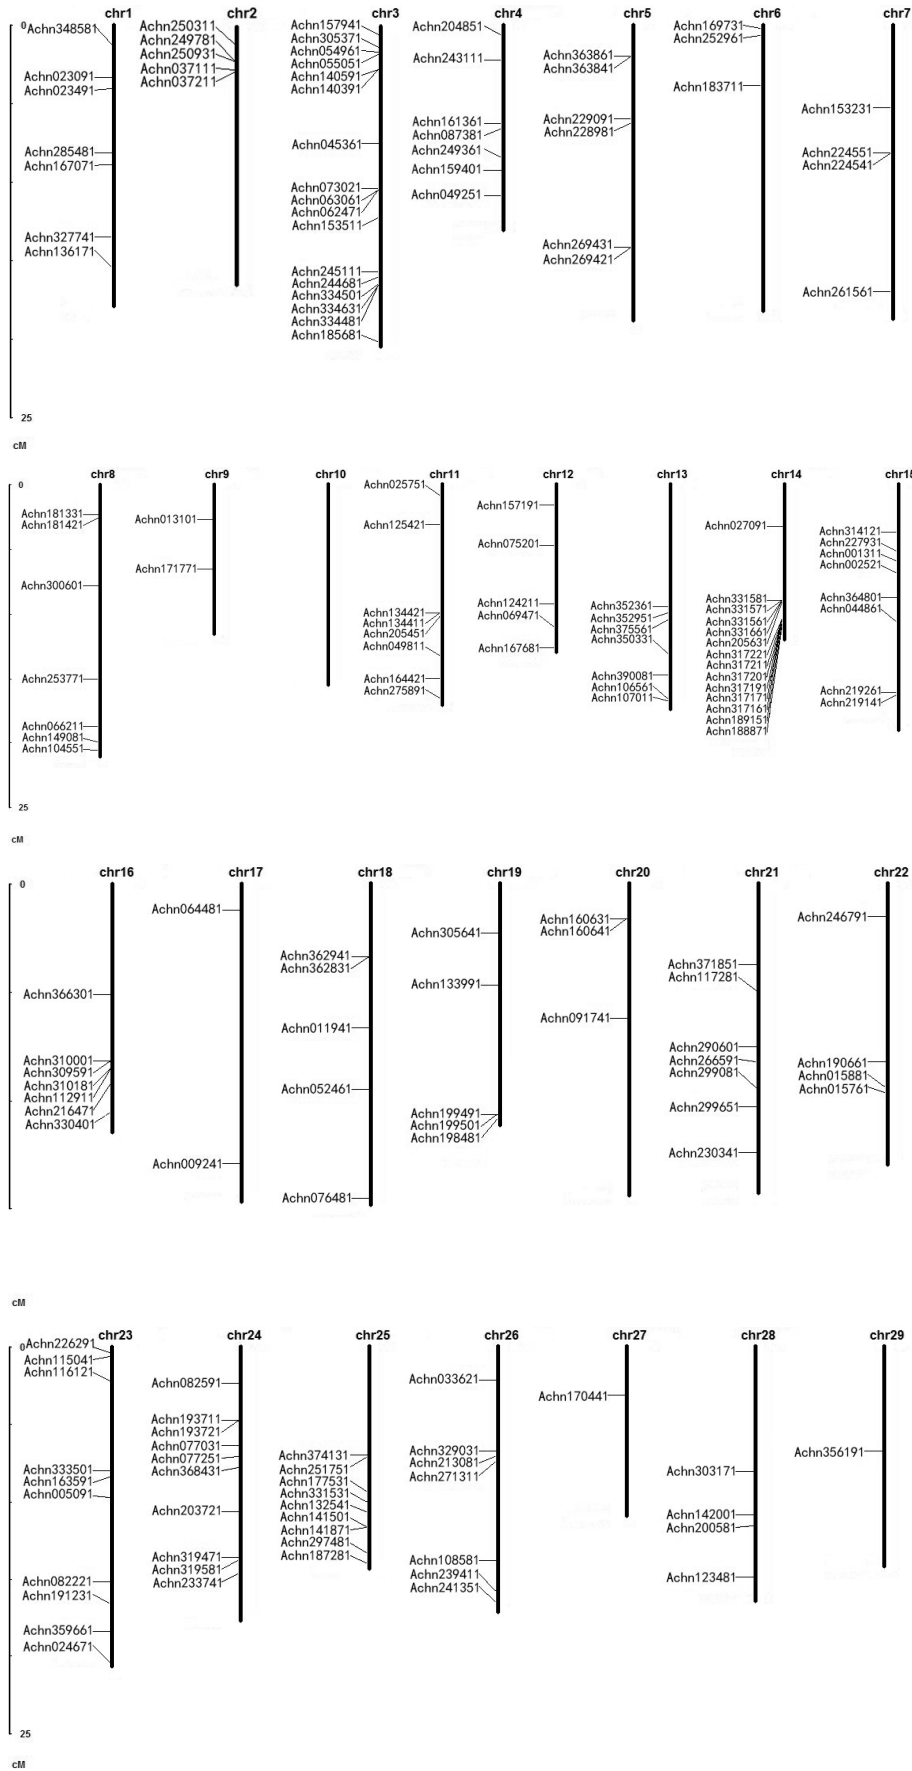 chr1 chr2 chr3 chr4 chr5 chr6 chr7
0
Achn348581
Achn023091
Achn023491
Achn285481
Achn167071
Achn327741
Achn136171
Achn250311
Achn249781
Achn250931
Achn037111
Achn037211
Achn157941
Achn305371
Achn054961
Achn055051
Achn140591
Achn140391
Achn045361
Achn073021
Achn063061
Achn062471
Achn153511
Achn245111
Achn244681
Achn334501
Achn334631
Achn334481
Achn185681
Achn204851
Achn243111
Achn161361
Achn087381
Achn249361
Achn159401
Achn049251
Achn363861
Achn363841
Achn229091
Achn228981
Achn269431
Achn269421
Achn169731
Achn252961
Achn183711
Achn153231
Achn224551
Achn224541
Achn261561
25
cM
chr8 chr9 chr10 chr11 chr12 chr13 chr14 chr15
0
Achn181331
Achn181421
Achn300601
Achn253771
Achn066211
Achn149081
Achn104551
Achn013101
Achn171771
Achn025751
Achn125421
Achn134421
Achn134411
Achn205451
Achn049811
Achn164421
Achn275891
Achn157191
Achn075201
Achn124211
Achn069471
Achn167681
Achn352361
Achn352951
Achn375561
Achn350331
Achn390081
Achn106561
Achn107011
Achn027091
Achn331581
Achn331571
Achn331561
Achn331661
Achn205631
Achn317221
Achn317211
Achn317201
Achn317191
Achn317171
Achn317161
Achn189151
Achn188871
Achn314121
Achn227931
Achn001311
Achn002521
Achn364801
Achn044861
Achn219261
Achn219141
25
cM
chr16 chr17 chr18 chr19 chr20 chr21 chr22
0
Achn366301
Achn310001
Achn309591
Achn310181
Achn112911
Achn216471
Achn330401
Achn064481
Achn009241
Achn362941
Achn362831
Achn011941
Achn052461
Achn076481
Achn305641
Achn133991
Achn199491
Achn199501
Achn198481
Achn160631
Achn160641
Achn091741
Achn371851
Achn117281
Achn290601
Achn266591
Achn299081
Achn299651
Achn230341
Achn246791
Achn190661
Achn015881
Achn015761
cM
chr23 chr24 chr25 chr26 chr27 chr28 chr29
0
Achn226291
Achn115041
Achn116121
Achn333501
Achn163591
Achn005091
Achn082221
Achn191231
Achn359661
Achn024671
Achn082591
Achn193711
Achn193721
Achn077031
Achn077251
Achn368431
Achn203721
Achn319471
Achn319581
Achn233741
Achn374131
Achn251751
Achn177531
Achn331531
Achn132541
Achn141501
Achn141871
Achn297481
Achn187281
Achn033621
Achn329031
Achn213081
Achn271311
Achn108581
Achn239411
Achn241351
Achn170441
Achn303171
Achn142001
Achn200581
Achn123481
Achn356191
25
cM